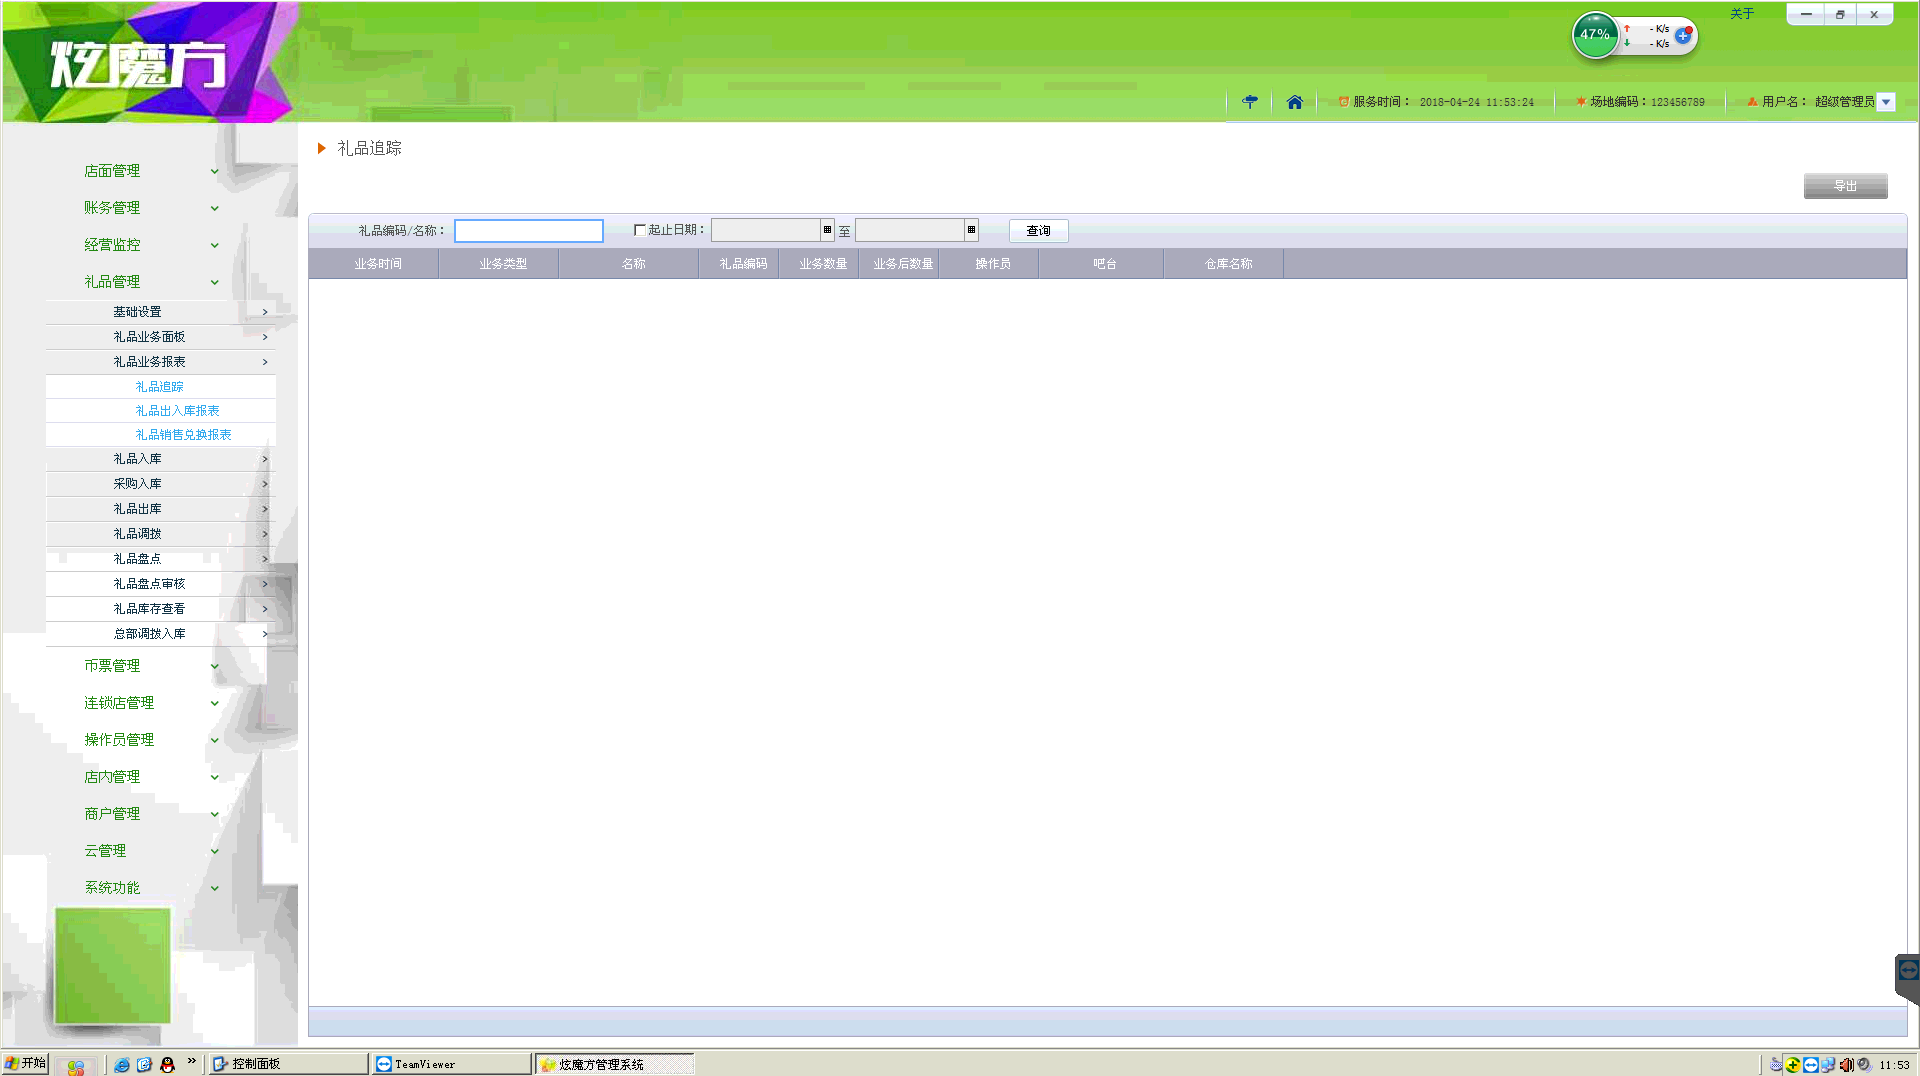 炫魔方
47%
- K/s
- K/s
关于
服务时间： 2018-04-24 11:53:24
场地编码：123456789
用户名： 超级管理员
店面管理
账务管理
经营监控
礼品管理
基础设置
礼品业务面板
礼品业务报表
礼品追踪
礼品出入库报表
礼品销售兑换报表
礼品入库
采购入库
礼品出库
礼品调拨
礼品盘点
礼品盘点审核
礼品库存查看
总部调拨入库
币票管理
连锁店管理
操作员管理
店内管理
商户管理
云管理
系统功能
礼品追踪
导出
礼品编码/名称： 起止日期： 至 查询
业务时间 业务类型 名称 礼品编码 业务数量 业务后数量 操作员 吧台 仓库名称
开始 控制面板 TeamViewer 炫魔方管理系统 11:53